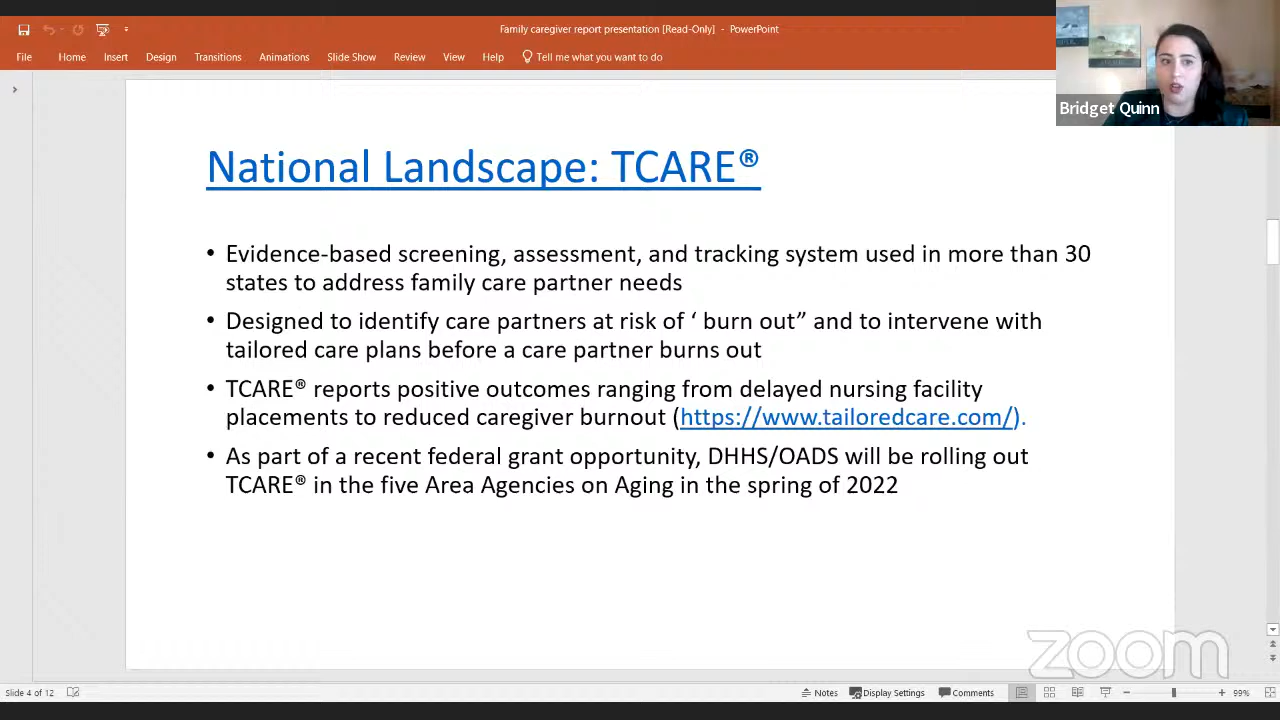 Family caregiver report presentation [Read-Only] - PowerPoint
File Home Insert Design Transitions Animations Slide Show Review View Help Tell me what you want to do
Bridget Quinn
National Landscape: TCARE®
• Evidence-based screening, assessment, and tracking system used in more than 30
states to address family care partner needs
• Designed to identify care partners at risk of ‘ burn out” and to intervene with
tailored care plans before a care partner burns out
• TCARE® reports positive outcomes ranging from delayed nursing facility
placements to reduced caregiver burnout (https://www.tailoredcare.com/).
• As part of a recent federal grant opportunity, DHHS/OADS will be rolling out
TCARE® in the five Area Agencies on Aging in the spring of 2022
zoom
Slide 4 of 12 Notes Display Settings Comments 99%